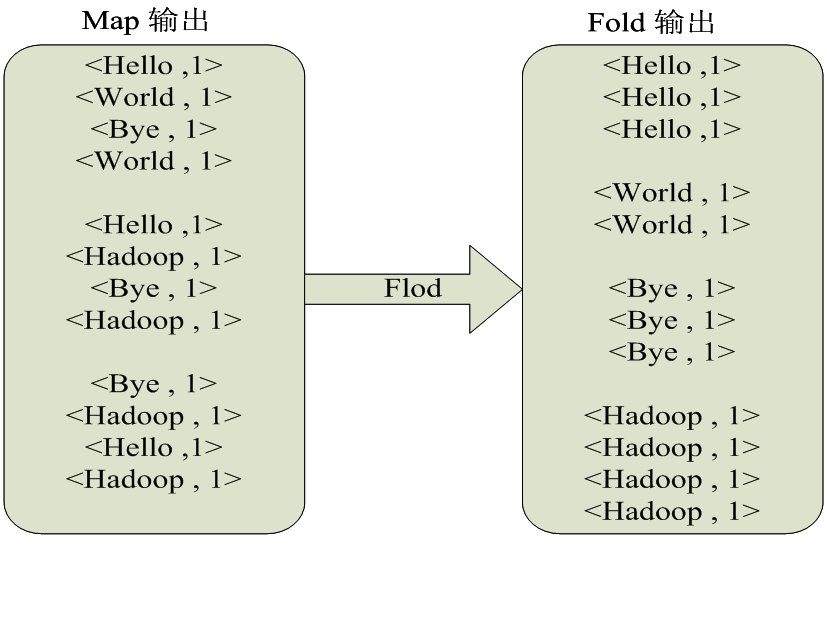 Map 输出
<Hello ,1>
<World , 1>
<Bye , 1>
<World , 1>
<Hello ,1>
<Hadoop , 1>
<Bye , 1>
<Hadoop , 1>
<Bye , 1>
<Hadoop , 1>
<Hello ,1>
<Hadoop , 1>
Flod
Fold 输出
<Hello ,1>
<Hello ,1>
<Hello ,1>
<World , 1>
<World , 1>
<Bye , 1>
<Bye , 1>
<Bye , 1>
<Hadoop , 1>
<Hadoop , 1>
<Hadoop , 1>
<Hadoop , 1>